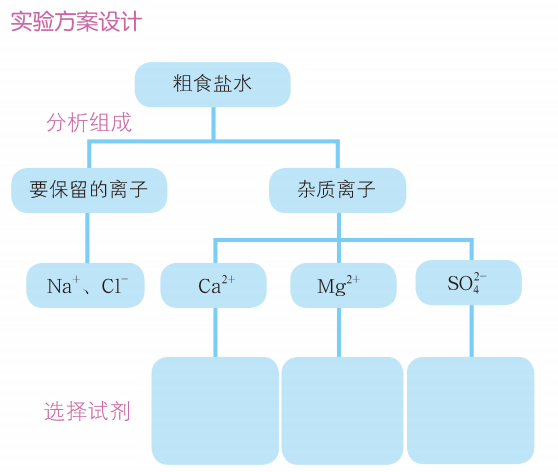 实验方案设计
粗食盐水
分析组成
要保留的离子
杂质离子
Na⁺、Cl⁻
Ca²⁺
Mg²⁺
SO₄²⁻
选择试剂